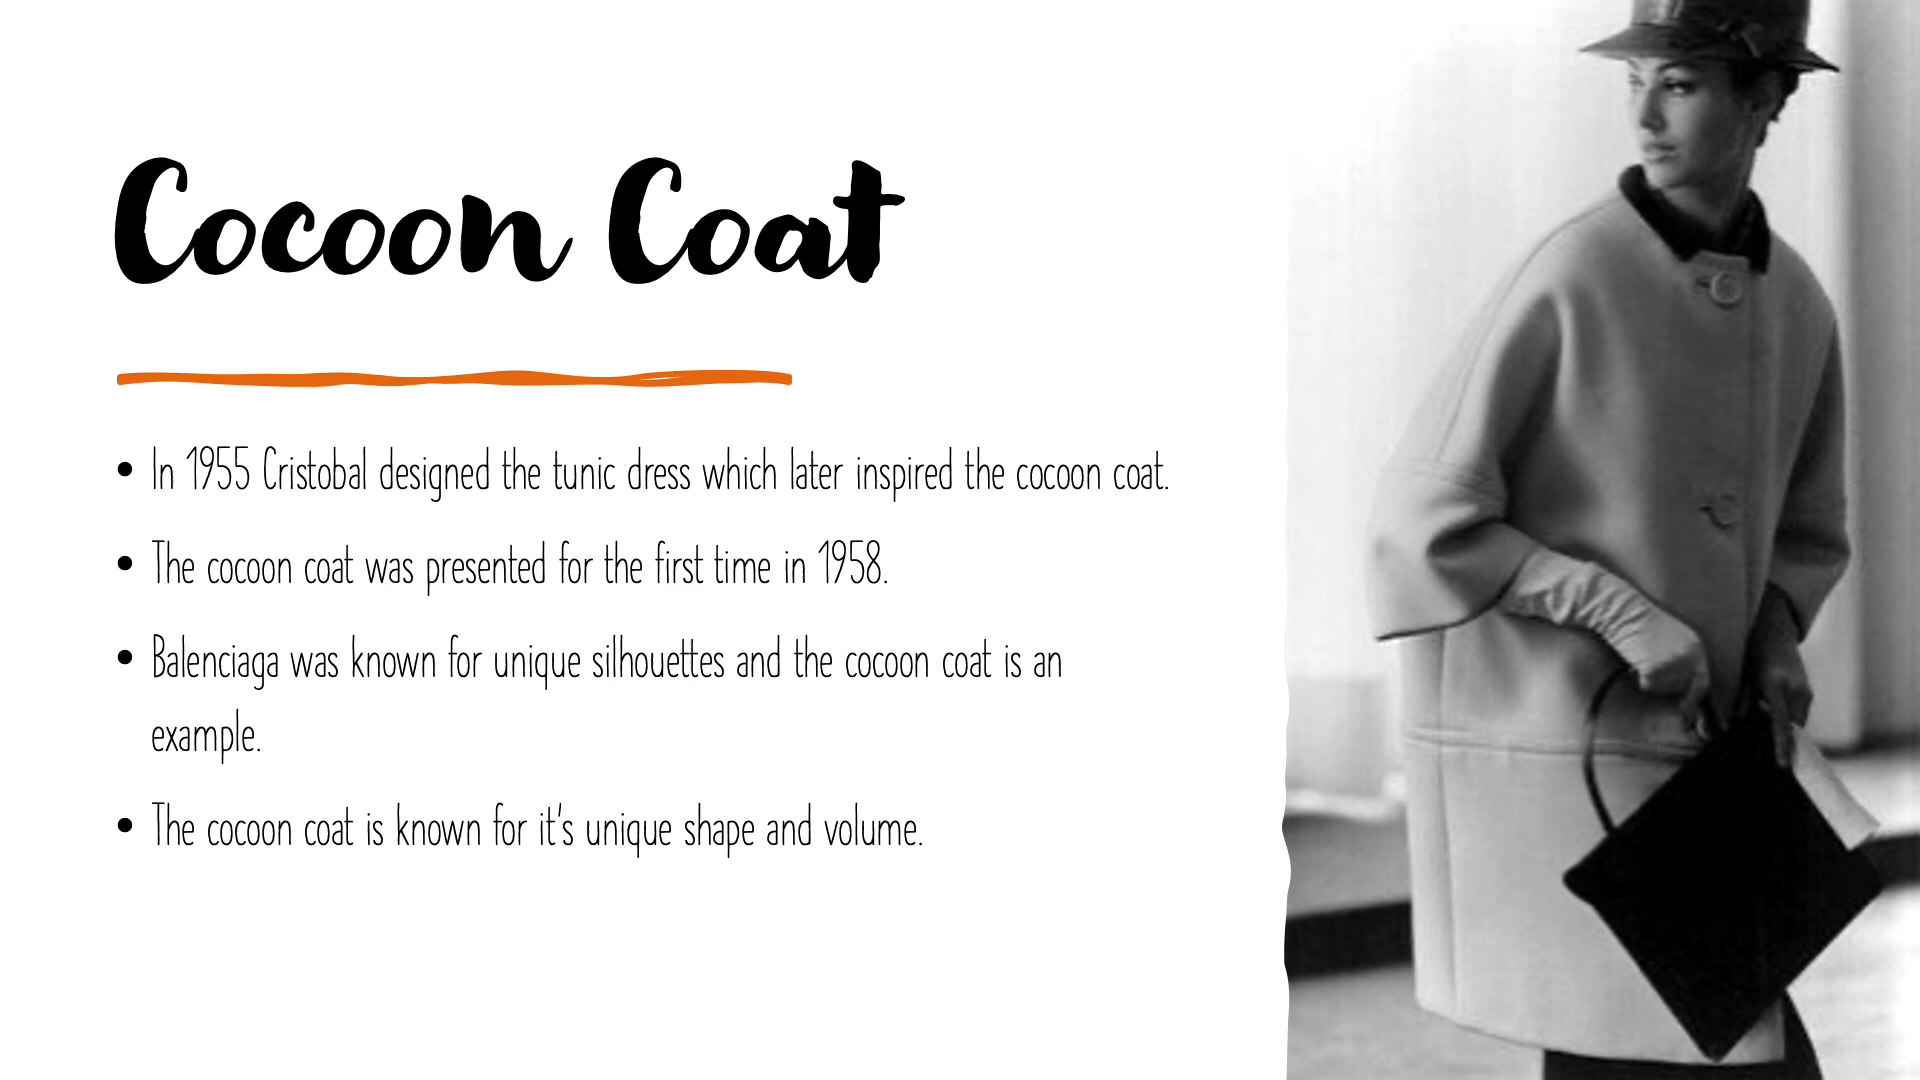 Cocoon Coat
• In 1955 Cristobal designed the tunic dress which later inspired the cocoon coat.
• The cocoon coat was presented for the first time in 1958.
• Balenciaga was known for unique silhouettes and the cocoon coat is an
example.
• The cocoon coat is known for it's unique shape and volume.